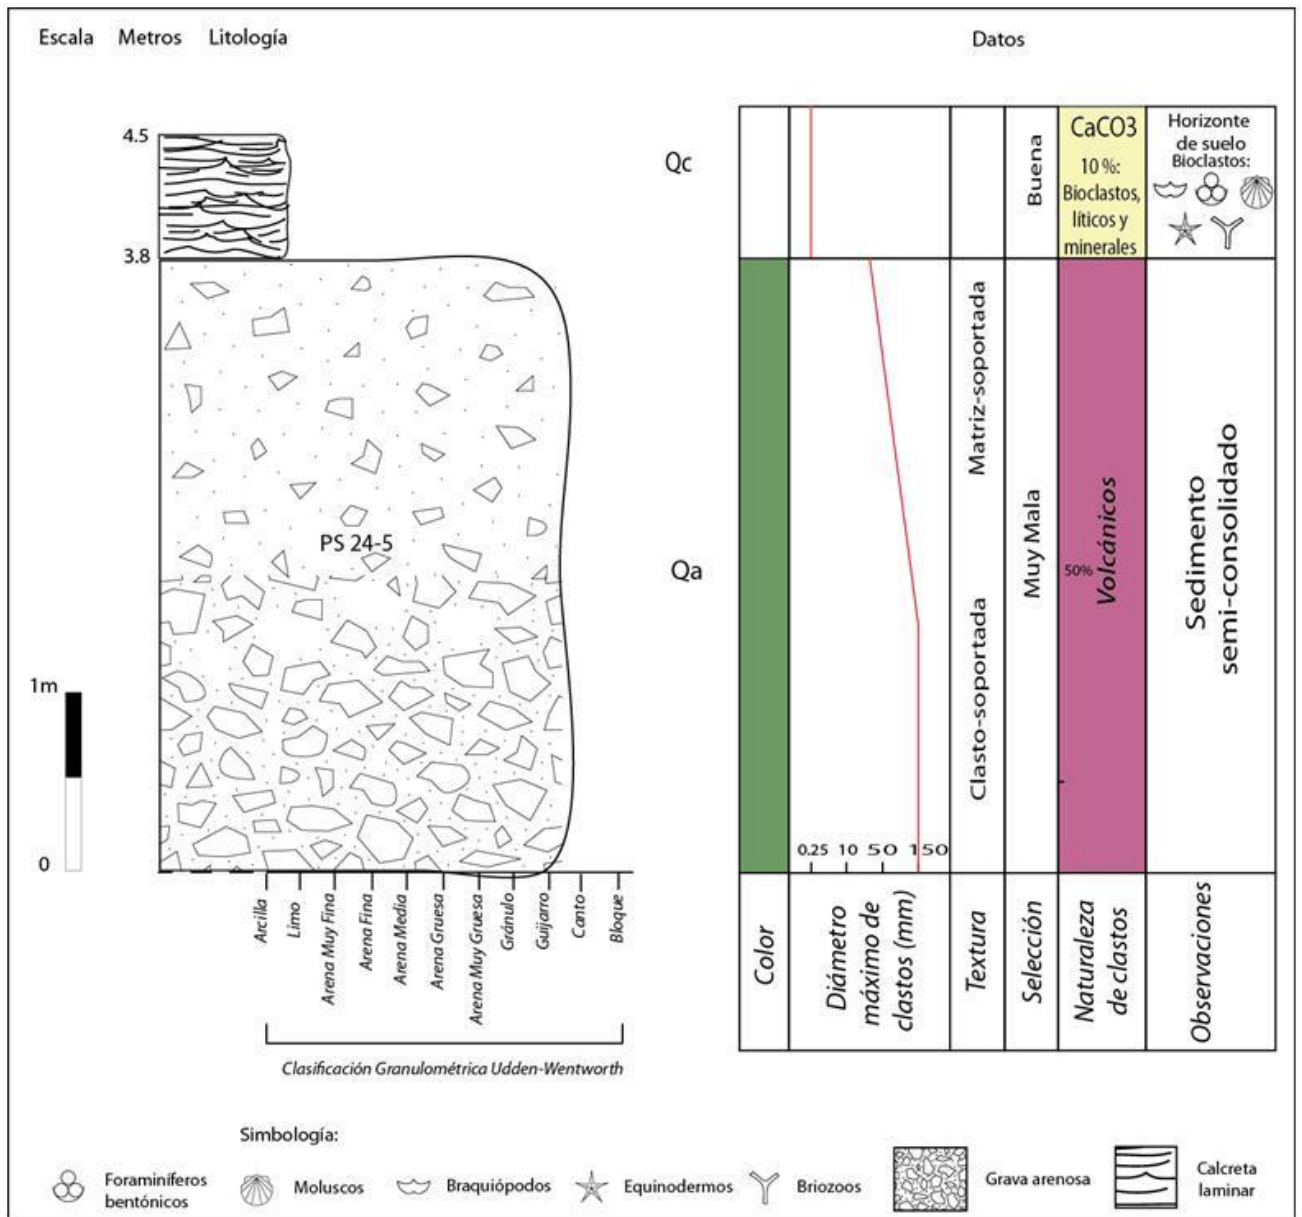 Escala Metros Litología
Datos
4.5
3.8
PS 24-5
1m
0
Arcilla
Limo
Arena Muy Fina
Arena Fina
Arena Media
Arena Gruesa
Arena Muy Gruesa
Gránulo
Guijarro
Canto
Bloque
Clasificación Granulométrica Udden-Wentworth
Qc
Buena
CaCO3
10 %:
Bioclastos,
líticos y
minerales
Horizonte
de suelo
Bioclastos:
Qa
Matriz-soportada
Clasto-soportada
Muy Mala
50%
Volcánicos
Sedimento
semi-consolidado
0.25 10 50 150
Color
Diámetro
máximo de
clastos (mm)
Textura
Selección
Naturaleza
de clastos
Observaciones
Simbología:
Foraminíferos
bentónicos
Moluscos
Braquiópodos
Equinodermos
Briozoos
Grava arenosa
Calcreta
laminar